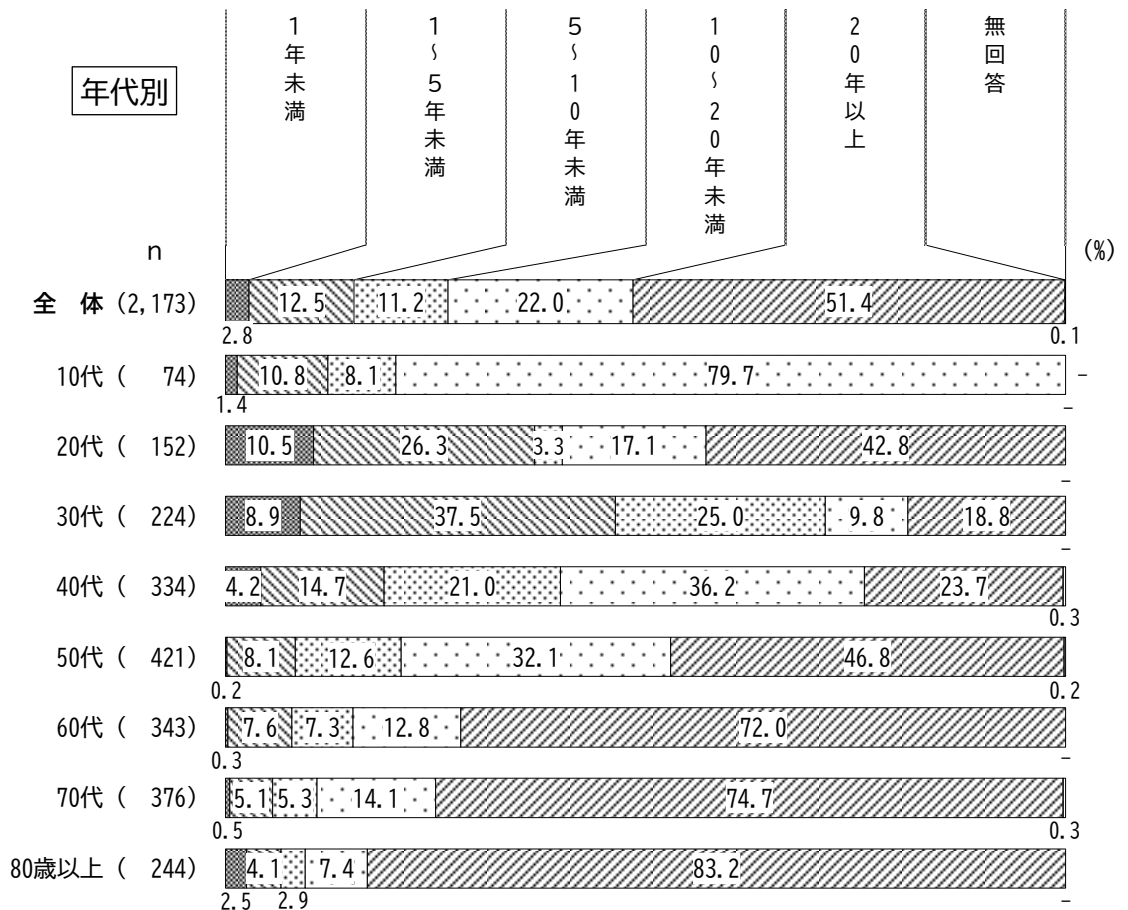 年代別
1年未満
1～5年未満
5～10年未満
10～20年未満
20年以上
無回答
n
(%)
全　体 (2,173) 12.5 11.2 22.0 51.4
2.8 0.1
10代 (　74) 10.8 8.1 79.7 －
1.4 －
20代 (　152) 10.5 26.3 3.3 17.1 42.8
－
30代 (　224) 8.9 37.5 25.0 9.8 18.8
－
40代 (　334) 4.2 14.7 21.0 36.2 23.7
0.3
50代 (　421) 8.1 12.6 32.1 46.8
0.2 0.2
60代 (　343) 7.6 7.3 12.8 72.0
0.3 －
70代 (　376) 5.1 5.3 14.1 74.7
0.5 0.3
80歳以上 (　244) 4.1 7.4 83.2
2.5 2.9 －